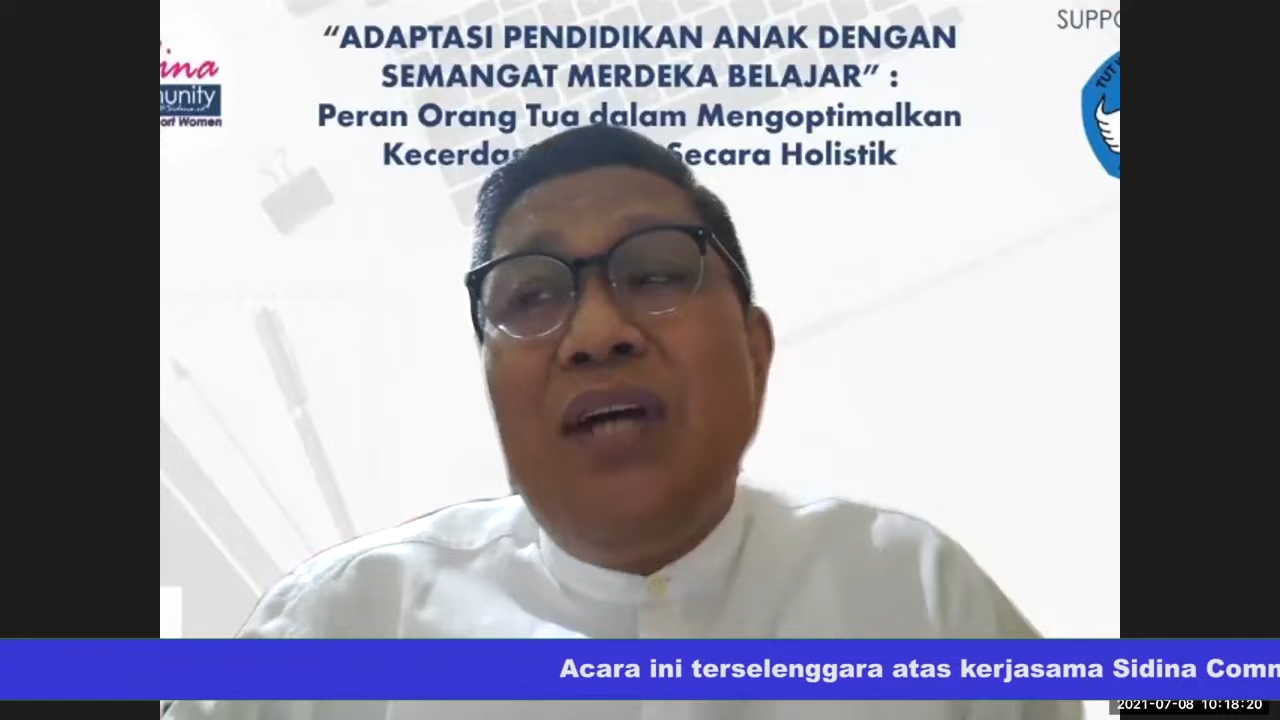 “ADAPTASI PENDIDIKAN ANAK DENGAN
SEMANGAT MERDEKA BELAJAR” :
Peran Orang Tua dalam Mengoptimalkan
Secara Holistik
SUPPO
TUT
Acara ini terselenggara atas kerjasama Sidina Comm
2021-07-08 10:18:20